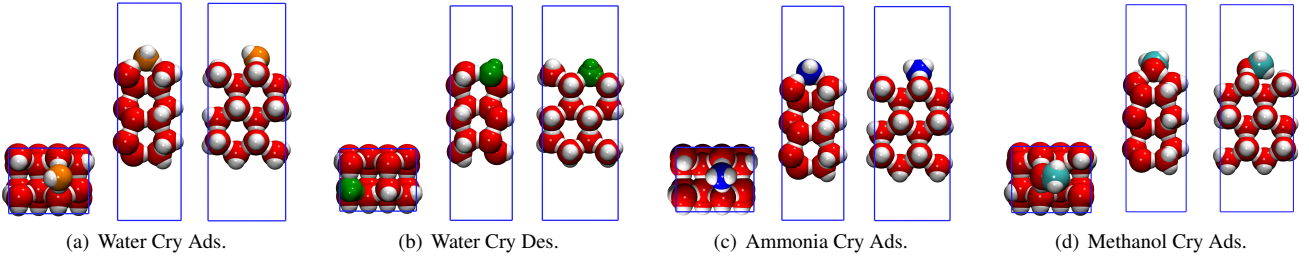 (a) Water Cry Ads.
(b) Water Cry Des.
(c) Ammonia Cry Ads.
(d) Methanol Cry Ads.